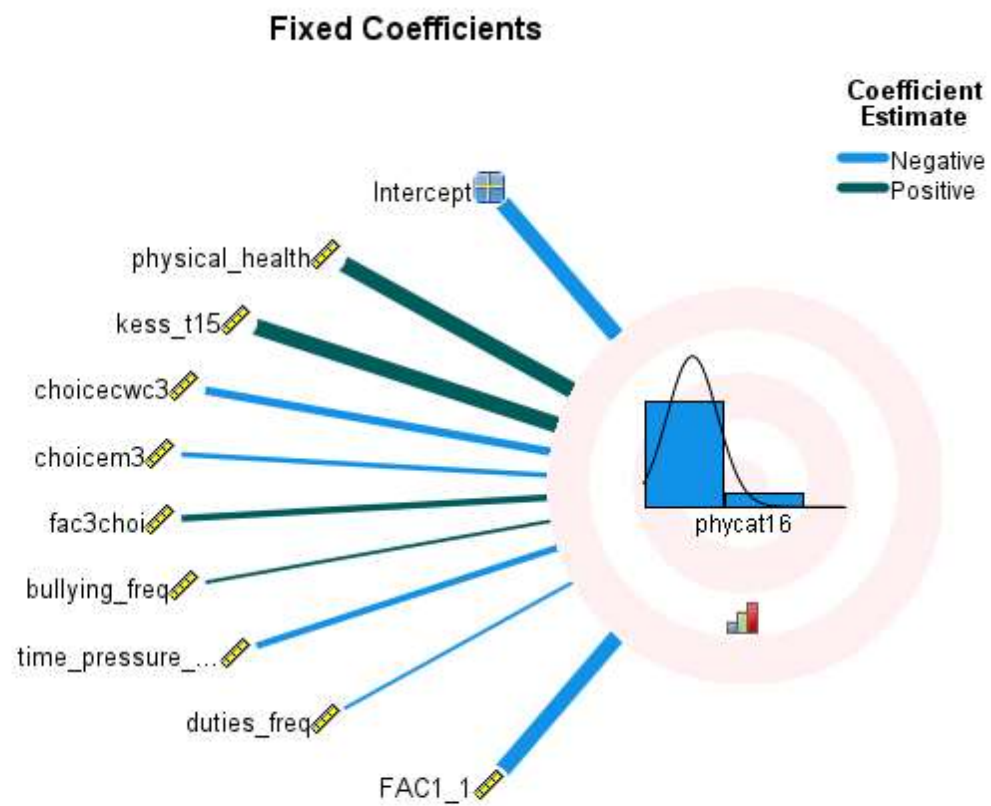 Fixed Coefficients
Coefficient
Estimate
Negative
Positive
Intercept
physical_health
kess_t15
choicecwc3
choicem3
fac3choi
bullying_freq
time_pressure_...
duties_freq
FAC1_1
phycat16